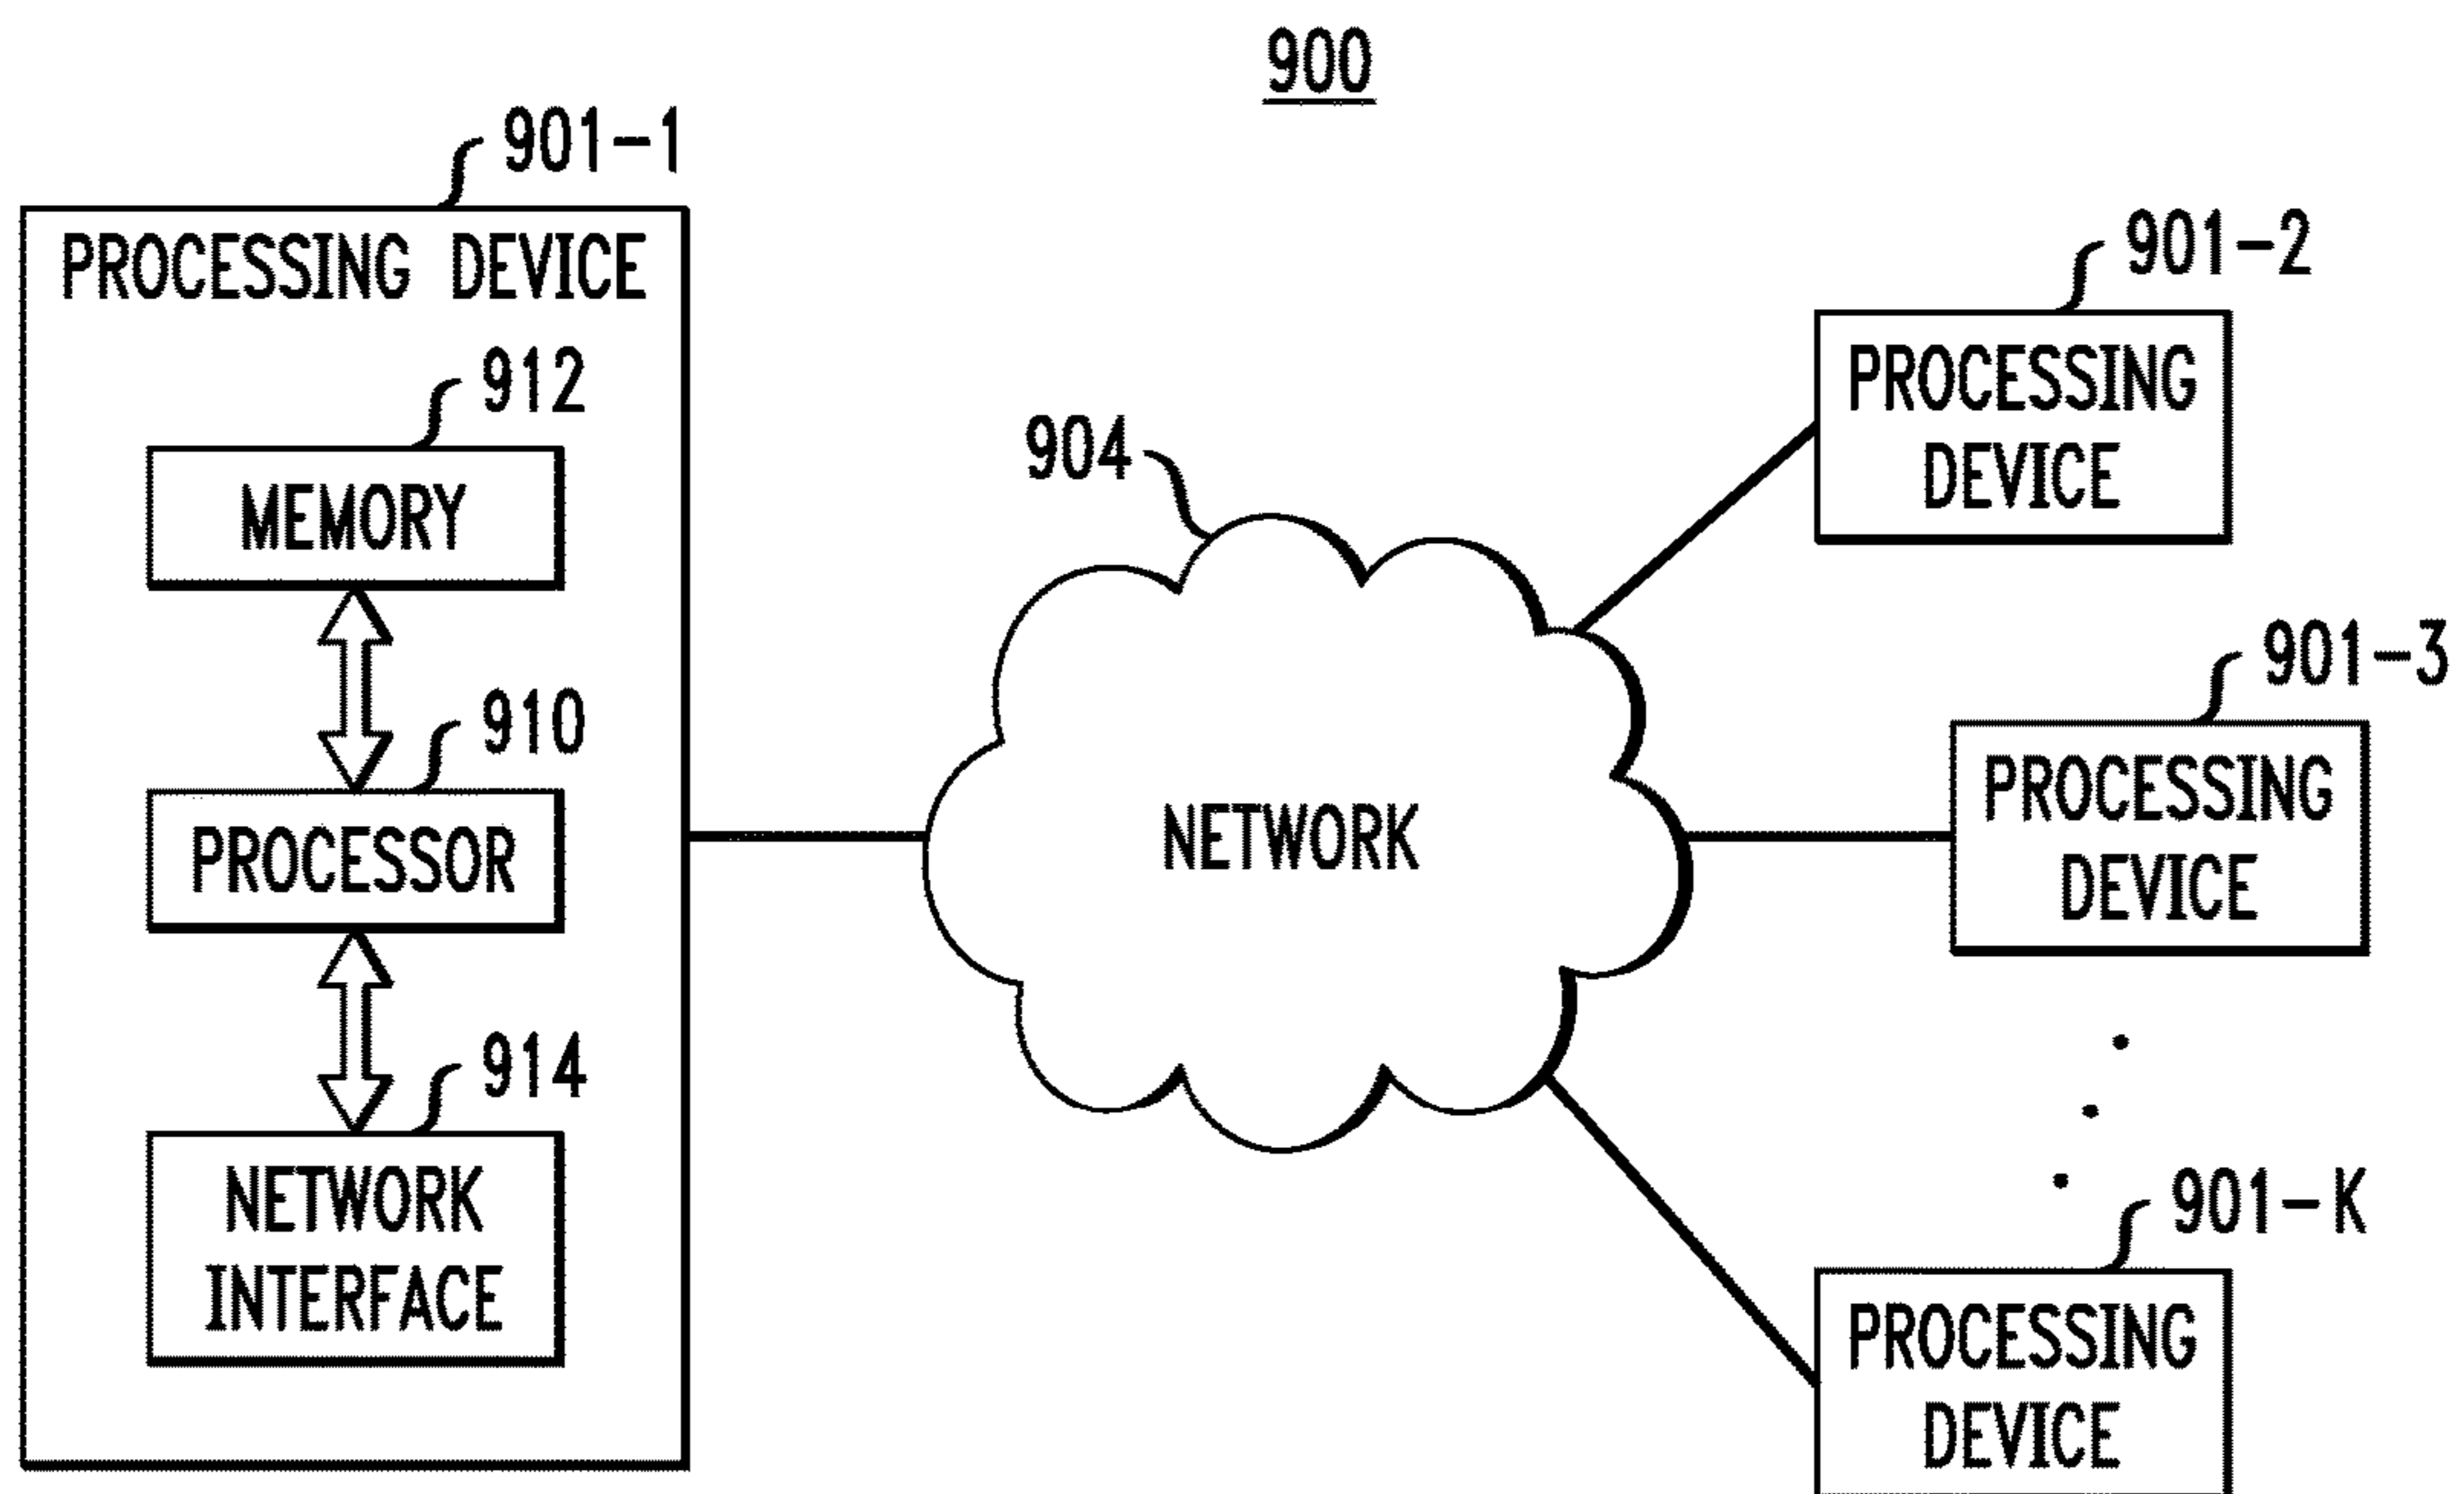 900
901-1
PROCESSING DEVICE
912
MEMORY
910
PROCESSOR
914
NETWORK
INTERFACE
904
NETWORK
901-2
PROCESSING
DEVICE
901-3
PROCESSING
DEVICE
901-K
PROCESSING
DEVICE